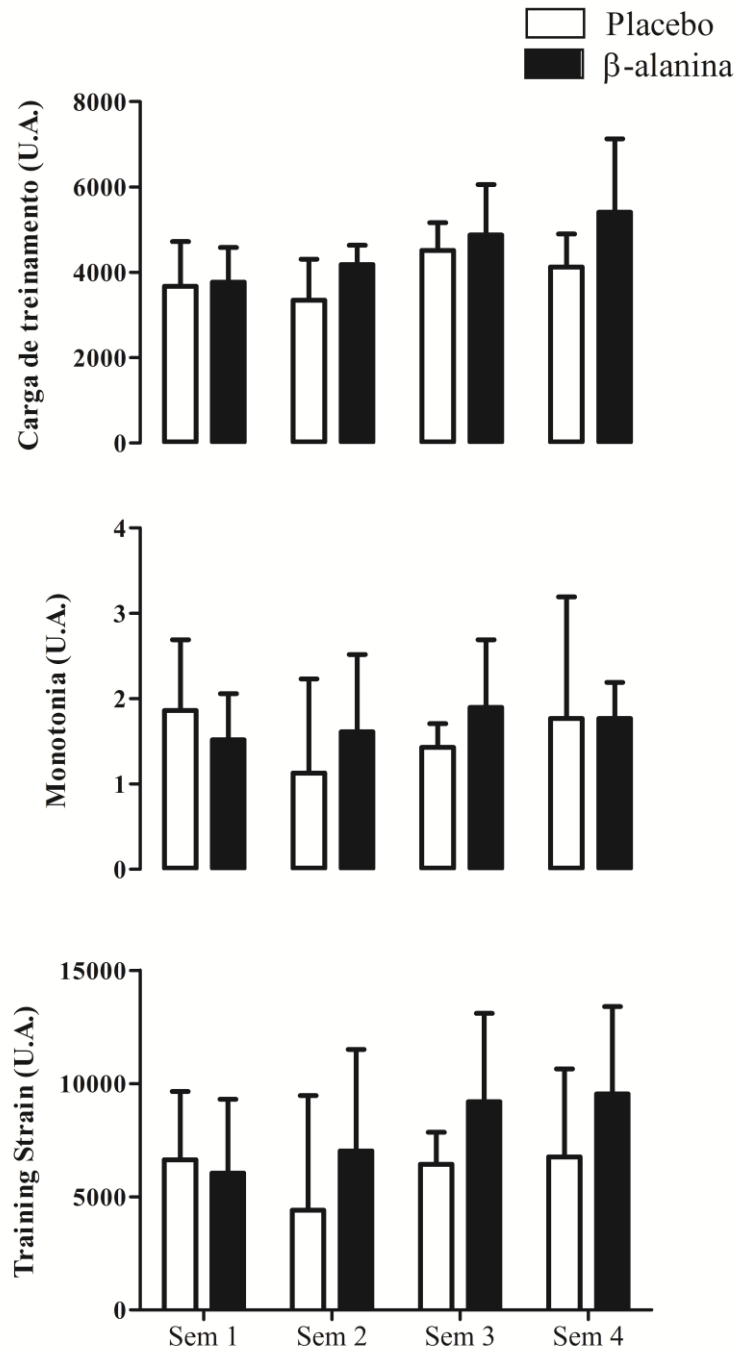 Placebo
β-alanina
Carga de treinamento (U.A.)
8000
6000
4000
2000
0
Monotonia (U.A.)
4
3
2
1
0
Training Strain (U.A.)
15000
10000
5000
0
Sem 1 Sem 2 Sem 3 Sem 4